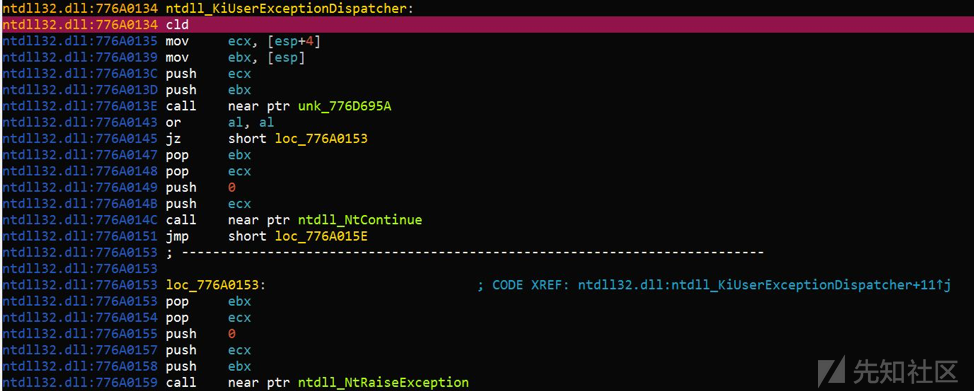 ntdll32.dll:776A0134 ntdll_KiUserExceptionDispatcher:
ntdll32.dll:776A0134 cld
ntdll32.dll:776A0135 mov ecx, [esp+4]
ntdll32.dll:776A0139 mov ebx, [esp]
ntdll32.dll:776A013C push ecx
ntdll32.dll:776A013D push ebx
ntdll32.dll:776A013E call near ptr unk_776D695A
ntdll32.dll:776A0143 or al, al
ntdll32.dll:776A0145 jz short loc_776A0153
ntdll32.dll:776A0147 pop ebx
ntdll32.dll:776A0148 pop ecx
ntdll32.dll:776A0149 push 0
ntdll32.dll:776A014B push ecx
ntdll32.dll:776A014C call near ptr ntdll_NtContinue
ntdll32.dll:776A0151 jmp short loc_776A015E
ntdll32.dll:776A0153 ; ---------------------------------------------------------------------------
ntdll32.dll:776A0153
ntdll32.dll:776A0153 loc_776A0153: ; CODE XREF: ntdll32.dll:ntdll_KiUserExceptionDispatcher+11↑j
ntdll32.dll:776A0153 pop ebx
ntdll32.dll:776A0154 pop ecx
ntdll32.dll:776A0155 push 0
ntdll32.dll:776A0157 push ecx
ntdll32.dll:776A0158 push ebx
ntdll32.dll:776A0159 call near ptr ntdll_NtRaiseException
先知社区